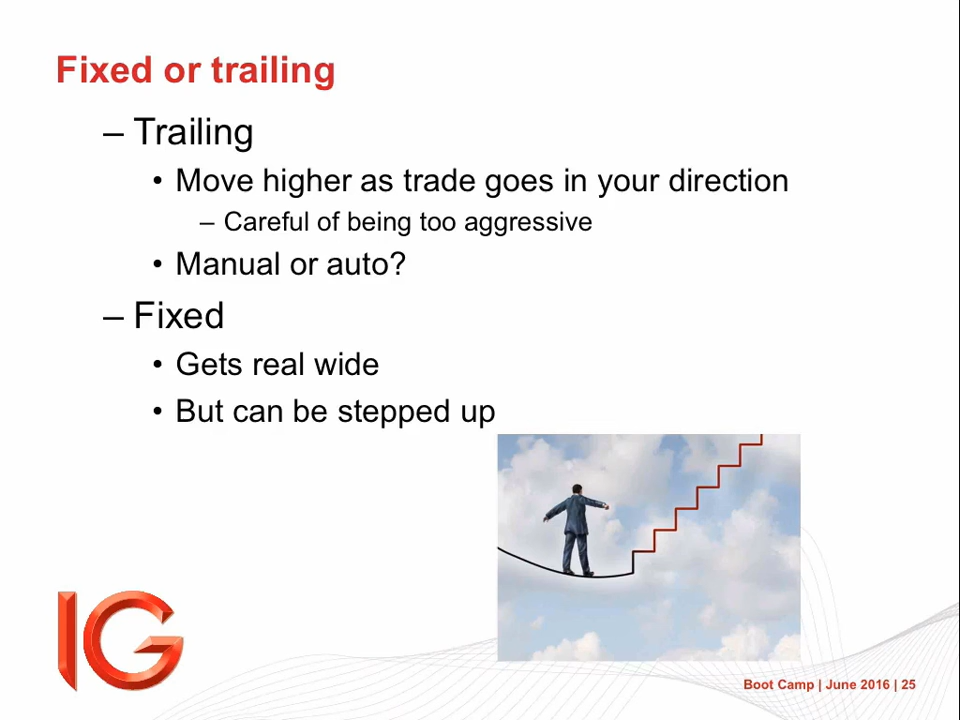 Fixed or trailing
– Trailing
• Move higher as trade goes in your direction
– Careful of being too aggressive
• Manual or auto?
– Fixed
• Gets real wide
• But can be stepped up
IG
Boot Camp | June 2016 | 25